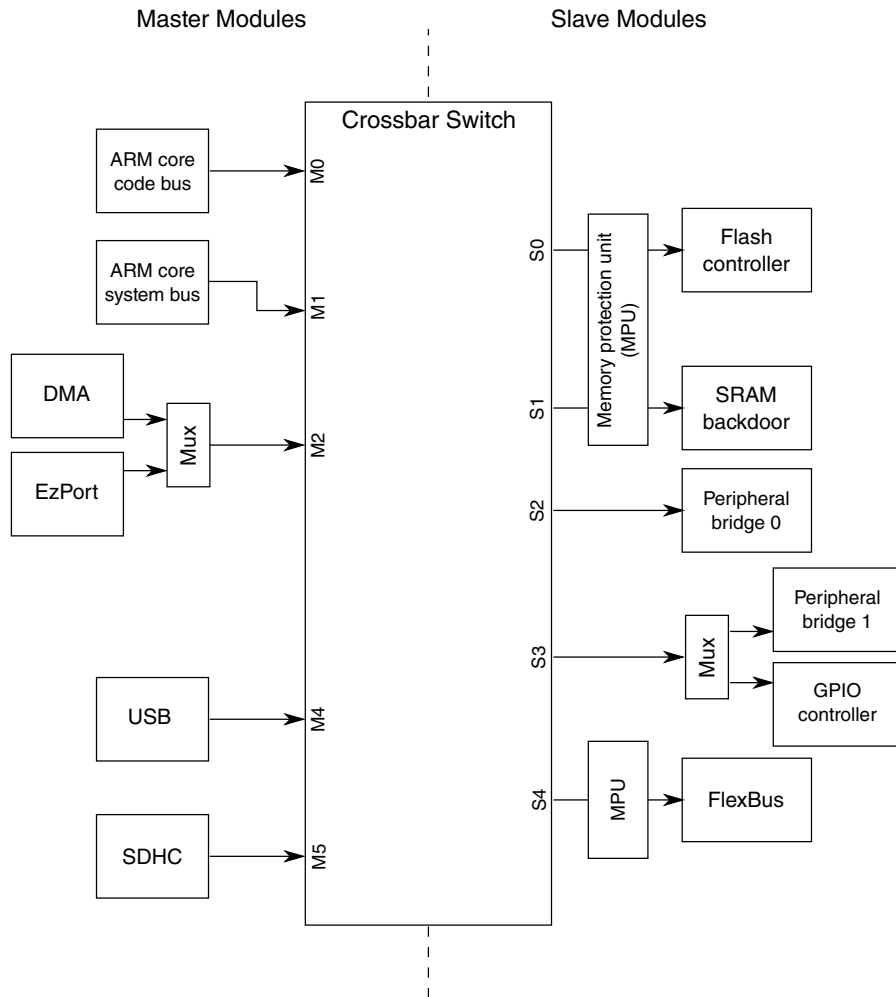 Master Modules
Slave Modules
Crossbar Switch
ARM core
code bus
M0
ARM core
system bus
M1
DMA
EzPort
Mux
M2
USB
M4
SDHC
M5
S0
S1
Memory protection unit
(MPU)
Flash
controller
SRAM
backdoor
S2
Peripheral
bridge 0
S3
Mux
Peripheral
bridge 1
GPIO
controller
S4
MPU
FlexBus